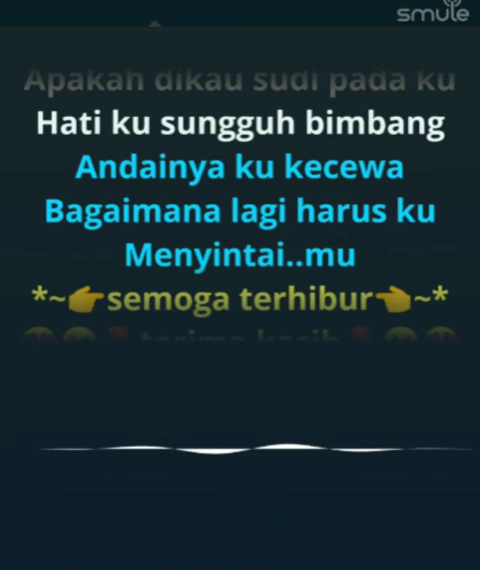 smule
Apakah dikau sudi pada ku
Hati ku sungguh bimbang
Andainya ku kecewa
Bagaimana lagi harus ku
Menyintai..mu
*~👉semoga terhibur👈~*
terima kasih